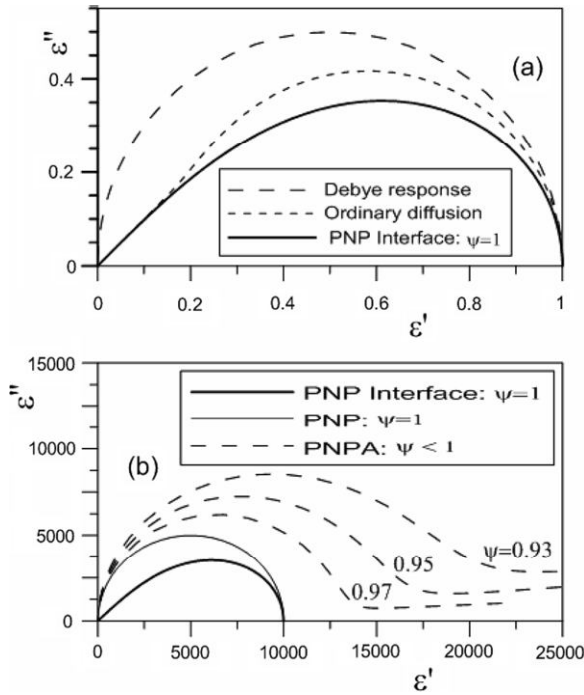 ε"
0.4
0.2
0
(a)
Debye response
Ordinary diffusion
PNP Interface: ψ=1
0 0.2 0.4 0.6 0.8 1
ε'
15000
ε"
10000
5000
0
PNP Interface: ψ=1
PNP: ψ=1
PNPA: ψ < 1
(b)
ψ=0.93
0.95
0.97
0 5000 10000 15000 20000 25000
ε'